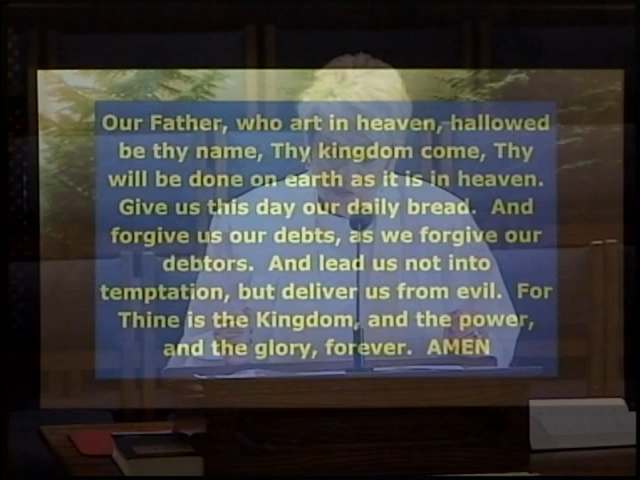 Our Father, who art in heaven, hallowed
be thy name, Thy kingdom come, Thy
will be done on earth as it is in heaven.
Give us this day our daily bread.  And
forgive us our debts, as we forgive our
debtors.  And lead us not into
temptation, but deliver us from evil.  For
Thine is the Kingdom, and the power,
and the glory, forever.  AMEN